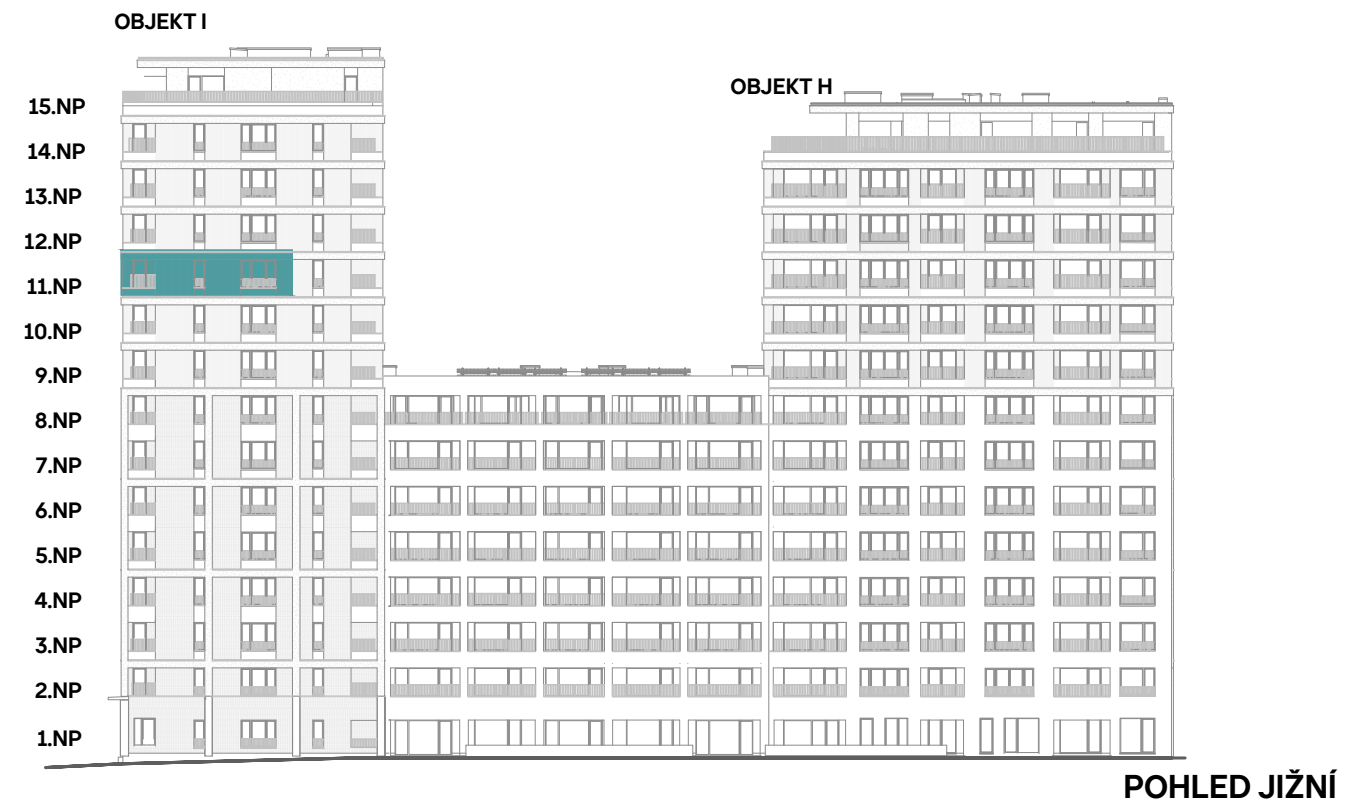 OBJEKT I
OBJEKT H
15.NP
14.NP
13.NP
12.NP
11.NP
10.NP
9.NP
8.NP
7.NP
6.NP
5.NP
4.NP
3.NP
2.NP
1.NP
POHLED JIŽNÍ